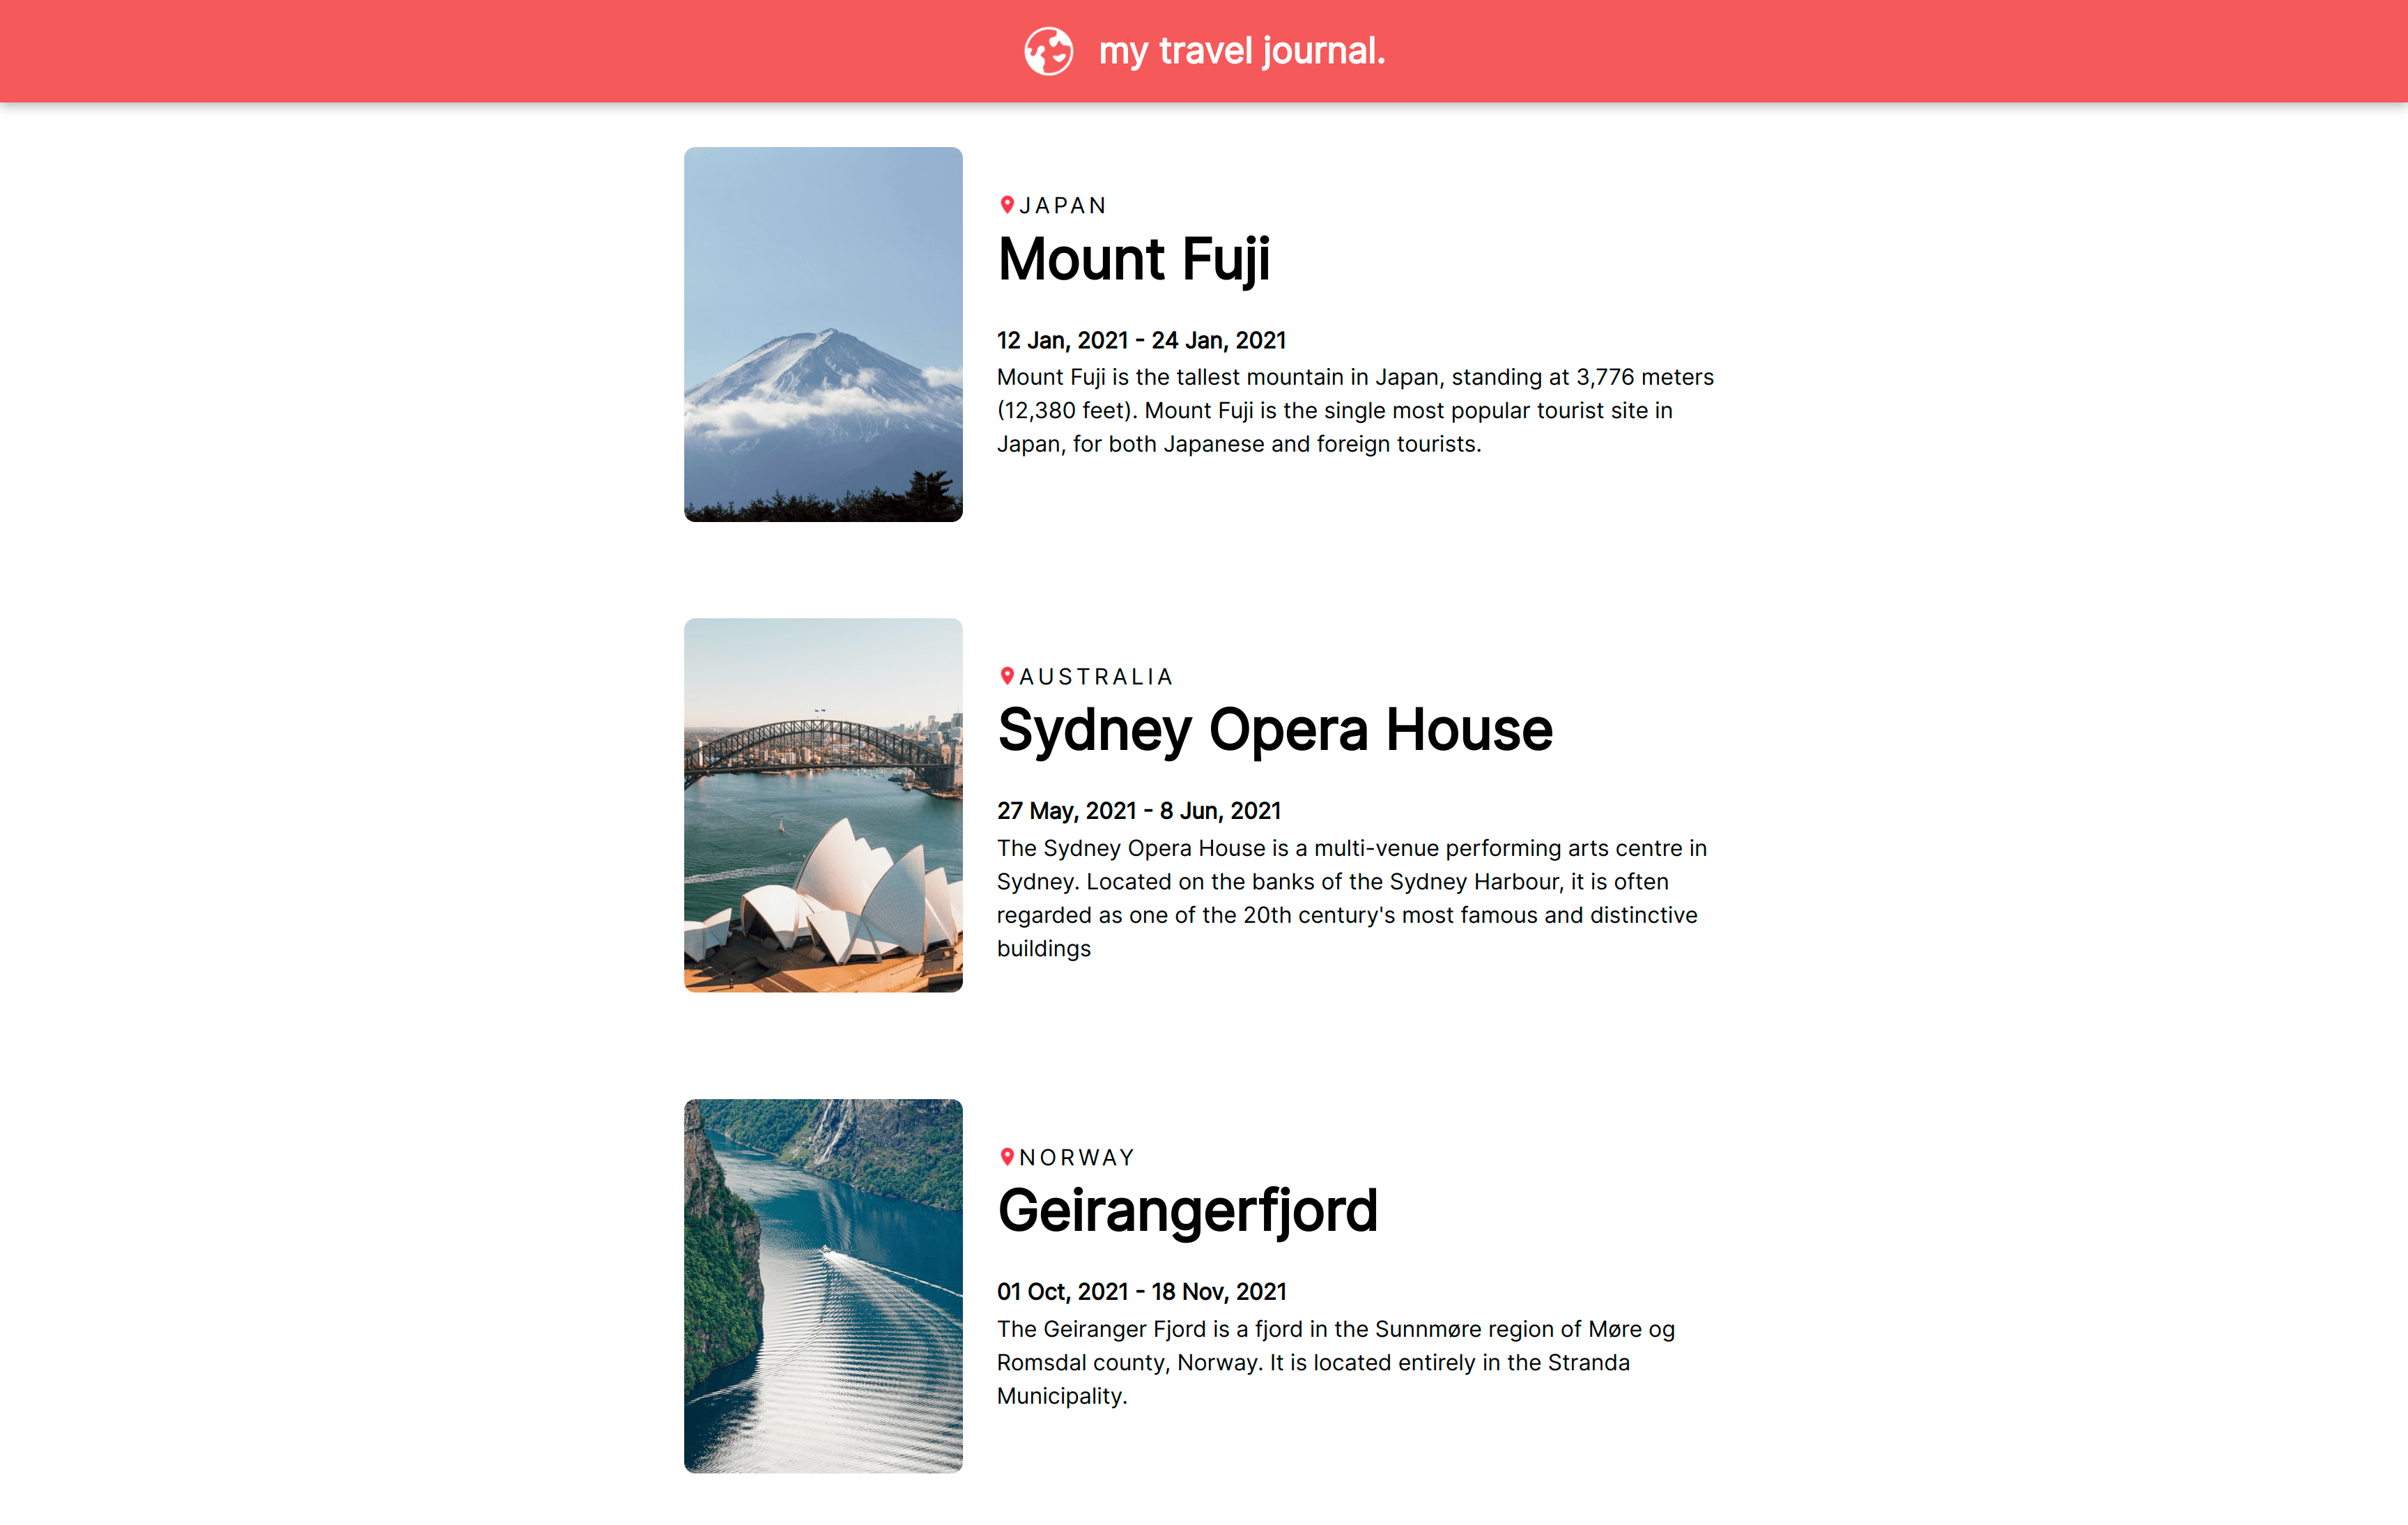 my travel journal.
JAPAN
Mount Fuji
12 Jan, 2021 - 24 Jan, 2021
Mount Fuji is the tallest mountain in Japan, standing at 3,776 meters
(12,380 feet). Mount Fuji is the single most popular tourist site in
Japan, for both Japanese and foreign tourists.
AUSTRALIA
Sydney Opera House
27 May, 2021 - 8 Jun, 2021
The Sydney Opera House is a multi-venue performing arts centre in
Sydney. Located on the banks of the Sydney Harbour, it is often
regarded as one of the 20th century's most famous and distinctive
buildings
NORWAY
Geirangerfjord
01 Oct, 2021 - 18 Nov, 2021
The Geiranger Fjord is a fjord in the Sunnmøre region of Møre og
Romsdal county, Norway. It is located entirely in the Stranda
Municipality.